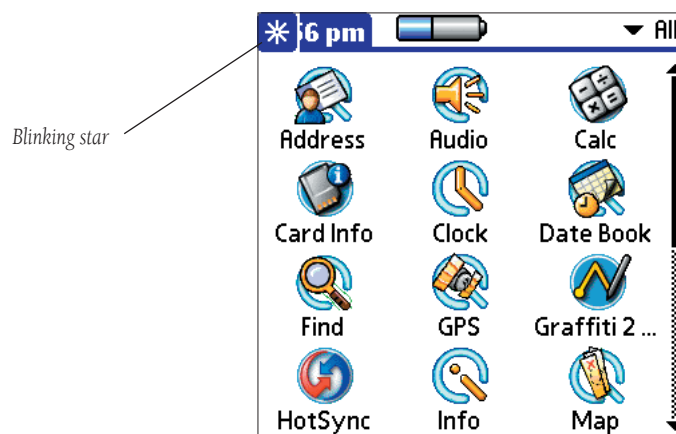 6 pm
All
Blinking star
Address Audio Calc
Card Info Clock Date Book
Find GPS Graffiti 2 ...
HotSync Info Map